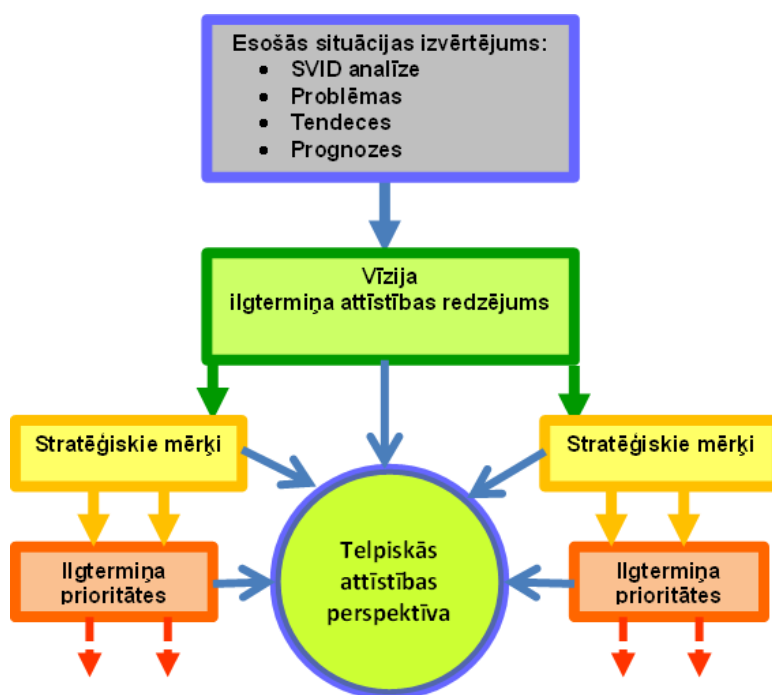 Esošās situācijas izvērtējums:
• SVID analīze
• Problēmas
• Tendeces
• Prognozes
Vīzija
ilgtermiņa attīstības redzējums
Stratēģiskie mērķi
Stratēģiskie mērķi
Ilgtermiņa
prioritātes
Telpiskās
attīstības
perspektīva
Ilgtermiņa
prioritātes